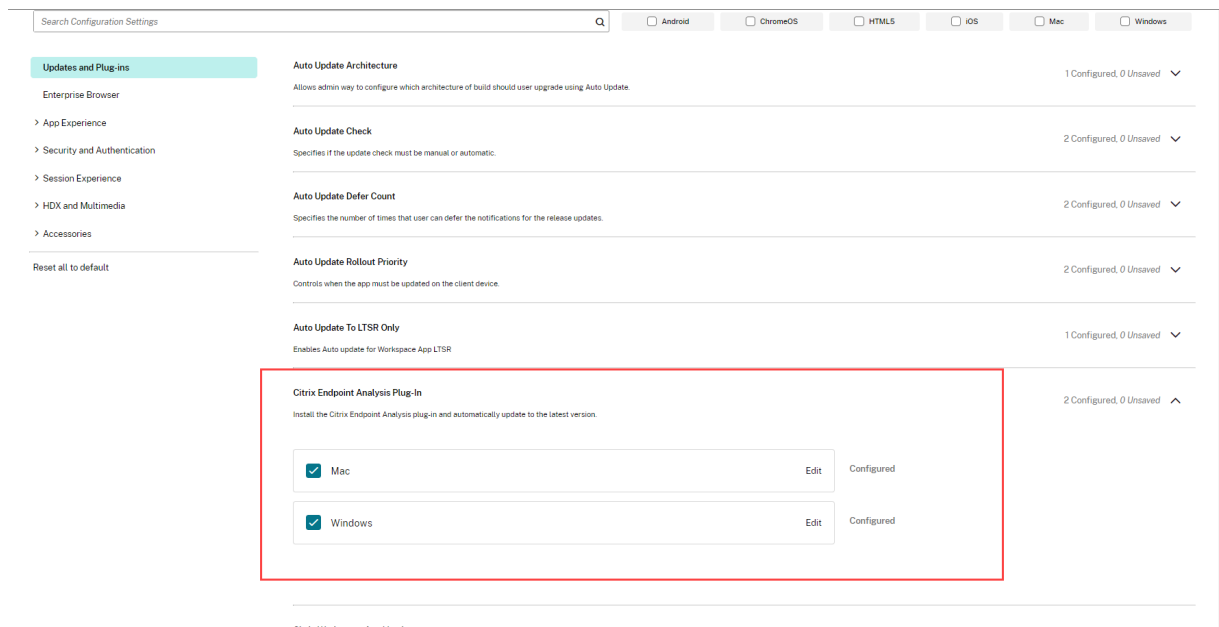 Search Configuration Settings
Android
ChromeOS
HTML5
iOS
Mac
Windows
Updates and Plug-ins
Enterprise Browser
App Experience
Security and Authentication
Session Experience
HDX and Multimedia
Accessories
Reset all to default
Auto Update Architecture
1 Configured, 0 Unsaved
Allows admin way to configure which architecture of build should user upgrade using Auto Update.
Auto Update Check
2 Configured, 0 Unsaved
Specifies if the update check must be manual or automatic.
Auto Update Defer Count
2 Configured, 0 Unsaved
Specifies the number of times that user can defer the notifications for the release updates.
Auto Update Rollout Priority
2 Configured, 0 Unsaved
Controls when the app must be updated on the client device.
Auto Update To LTSR Only
1 Configured, 0 Unsaved
Enables Auto update for Workspace App LTSR
Citrix Endpoint Analysis Plug-In
2 Configured, 0 Unsaved
Install the Citrix Endpoint Analysis plug-in and automatically update to the latest version.
Mac
Edit
Configured
Windows
Edit
Configured